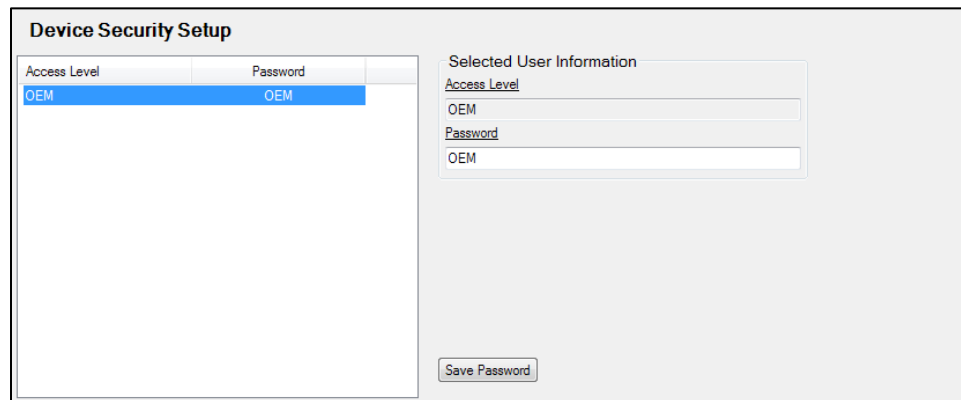 Device Security Setup
Access Level Password
OEM OEM
Selected User Information
Access Level
OEM
Password
OEM
Save Password